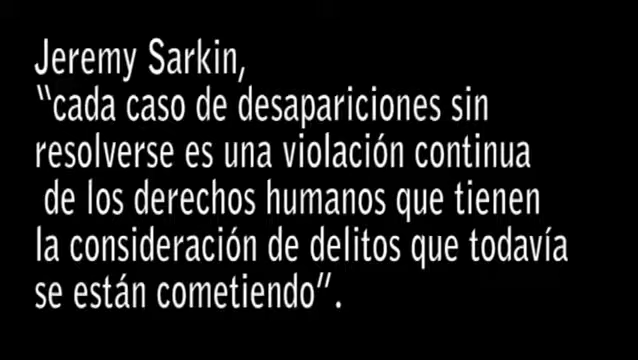 Jeremy Sarkin,
“cada caso de desapariciones sin
resolverse es una violación continua
de los derechos humanos que tienen
la consideración de delitos que todavía
se están cometiendo”.